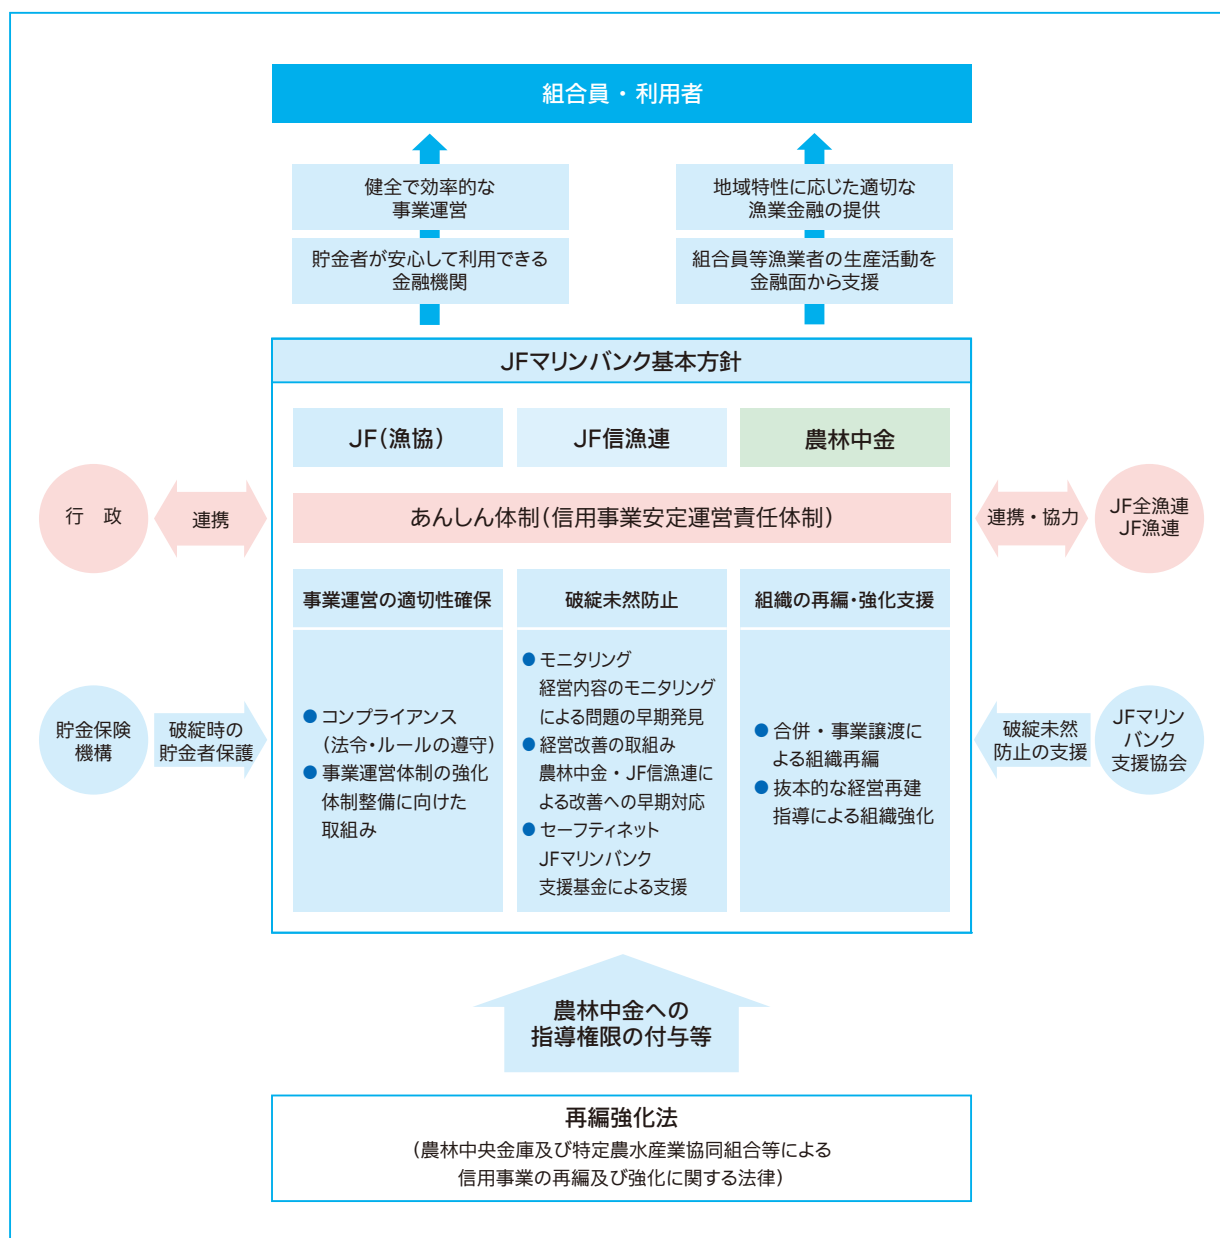 組合員・利用者
健全で効率的な
事業運営
貯金者が安心して利用できる
金融機関
地域特性に応じた適切な
漁業金融の提供
組合員等漁業者の生産活動を
金融面から支援
JFマリンバンク基本方針
JF(漁協)
JF信漁連
農林中金
行　政
連携
あんしん体制(信用事業安定運営責任体制)
連携・協力
JF全漁連
JF漁連
事業運営の適切性確保
●コンプライアンス
(法令・ルールの遵守)
●事業運営体制の強化
体制整備に向けた
取組み
破綻未然防止
●モニタリング
経営内容のモニタリング
による問題の早期発見
●経営改善の取組み
農林中金・JF信漁連に
よる改善への早期対応
●セーフティネット
JFマリンバンク
支援基金による支援
組織の再編・強化支援
●合併・事業譲渡に
よる組織再編
●抜本的な経営再建
指導による組織強化
貯金保険
機構
破綻時の
貯金者保護
破綻未然
防止の支援
JFマリン
バンク
支援協会
農林中金への
指導権限の付与等
再編強化法
(農林中央金庫及び特定農水産業協同組合等による
信用事業の再編及び強化に関する法律)